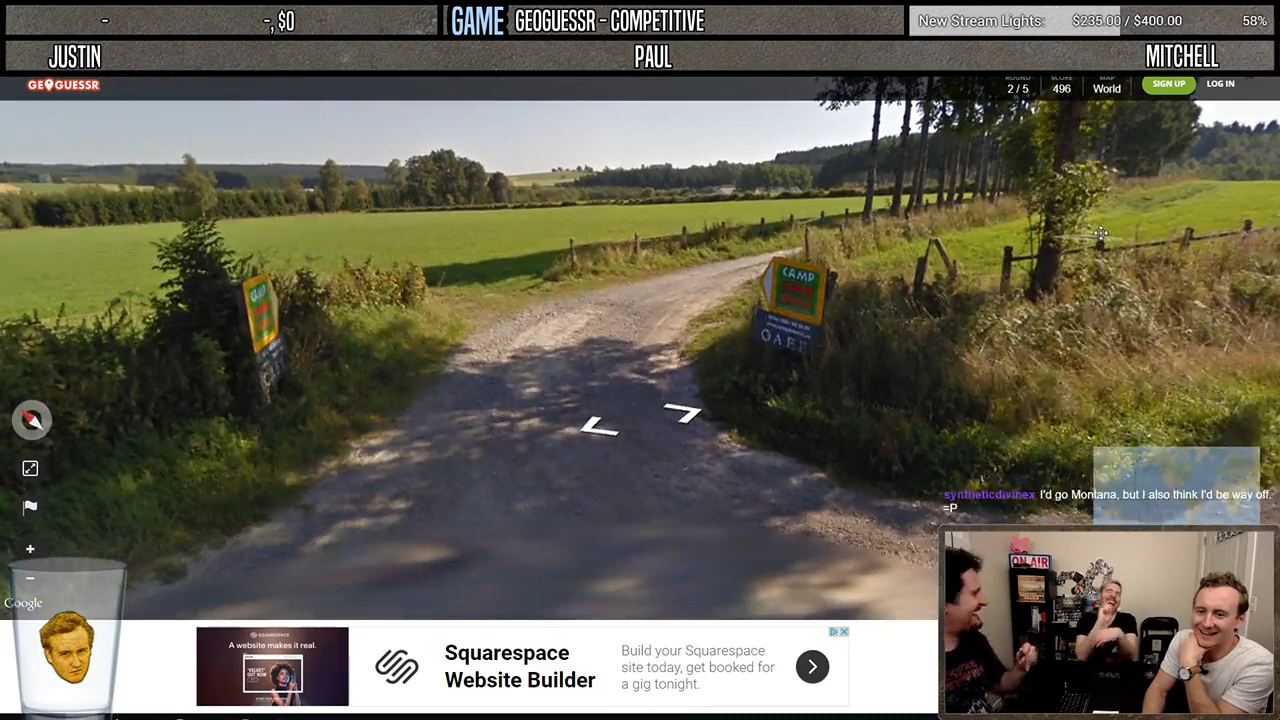 -
-, $0
GAME GEOGUESSR - COMPETITIVE
New Stream Lights: $235.00 / $400.00 58%
JUSTIN
PAUL
MITCHELL
GEOGUESSR
ROUND
2 / 5
SCORE
496
MAP
World
SIGN UP
LOG IN
CAMP
CAMP
syntheticdivinex I'd go Montana, but I also think I'd be way off.
=P
ON AIR
Google
SQUARESPACE
A website makes it real.
Squarespace
Website Builder
Build your Squarespace
site today, get booked for
a gig tonight.